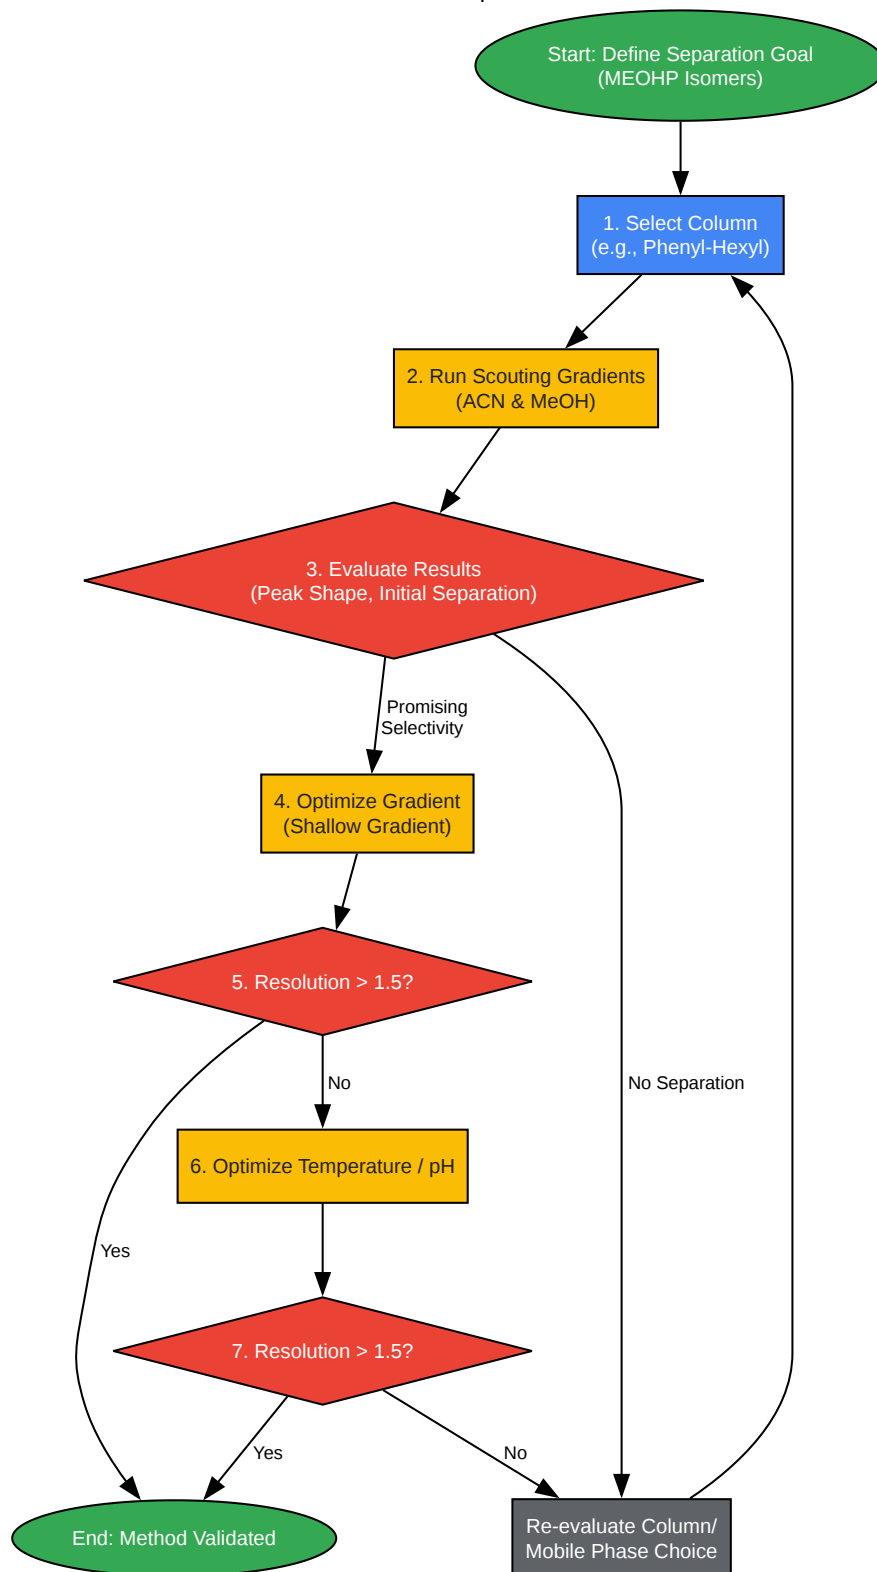 Start: Define Separation Goal
(MEOHP Isomers)
1. Select Column
(e.g., Phenyl-Hexyl)
2. Run Scouting Gradients
(ACN & MeOH)
3. Evaluate Results
(Peak Shape, Initial Separation)
Promising
Selectivity
4. Optimize Gradient
(Shallow Gradient)
5. Resolution > 1.5?
No
No Separation
6. Optimize Temperature / pH
Yes
7. Resolution > 1.5?
Yes
No
End: Method Validated
Re-evaluate Column/
Mobile Phase Choice